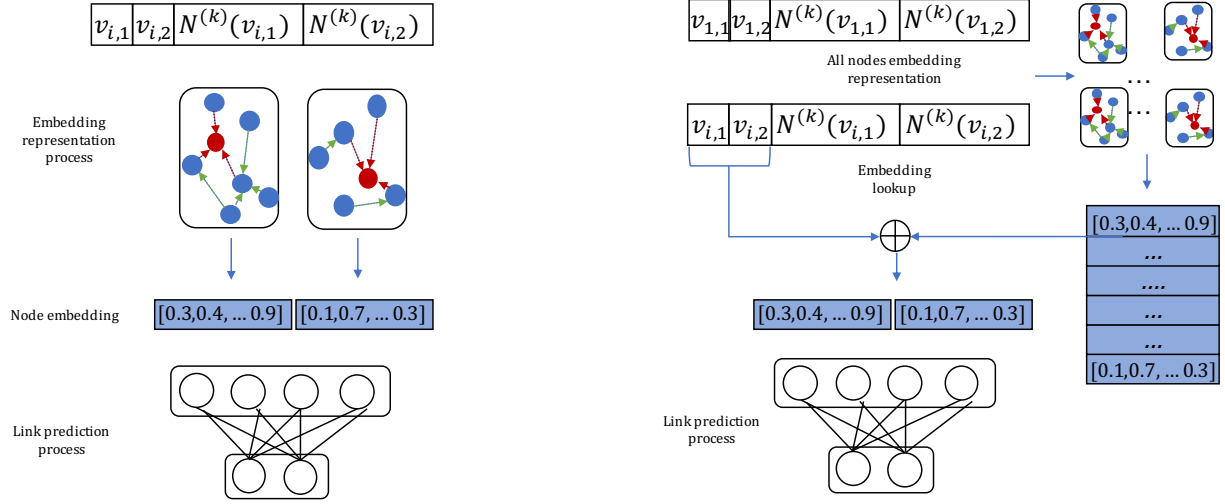 v_{i,1} v_{i,2} N^{(k)}(v_{i,1}) N^{(k)}(v_{i,2})
Embedding
representation
process
Node embedding
[0.3,0.4, … 0.9] [0.1,0.7, … 0.3]
Link prediction
process
v_{1,1} v_{1,2} N^{(k)}(v_{1,1}) N^{(k)}(v_{1,2})
All nodes embedding
representation
...
...
v_{i,1} v_{i,2} N^{(k)}(v_{i,1}) N^{(k)}(v_{i,2})
Embedding
lookup
[0.3,0.4, … 0.9]
...
....
...
...
[0.1,0.7, … 0.3]
[0.3,0.4, … 0.9] [0.1,0.7, … 0.3]
Link prediction
process